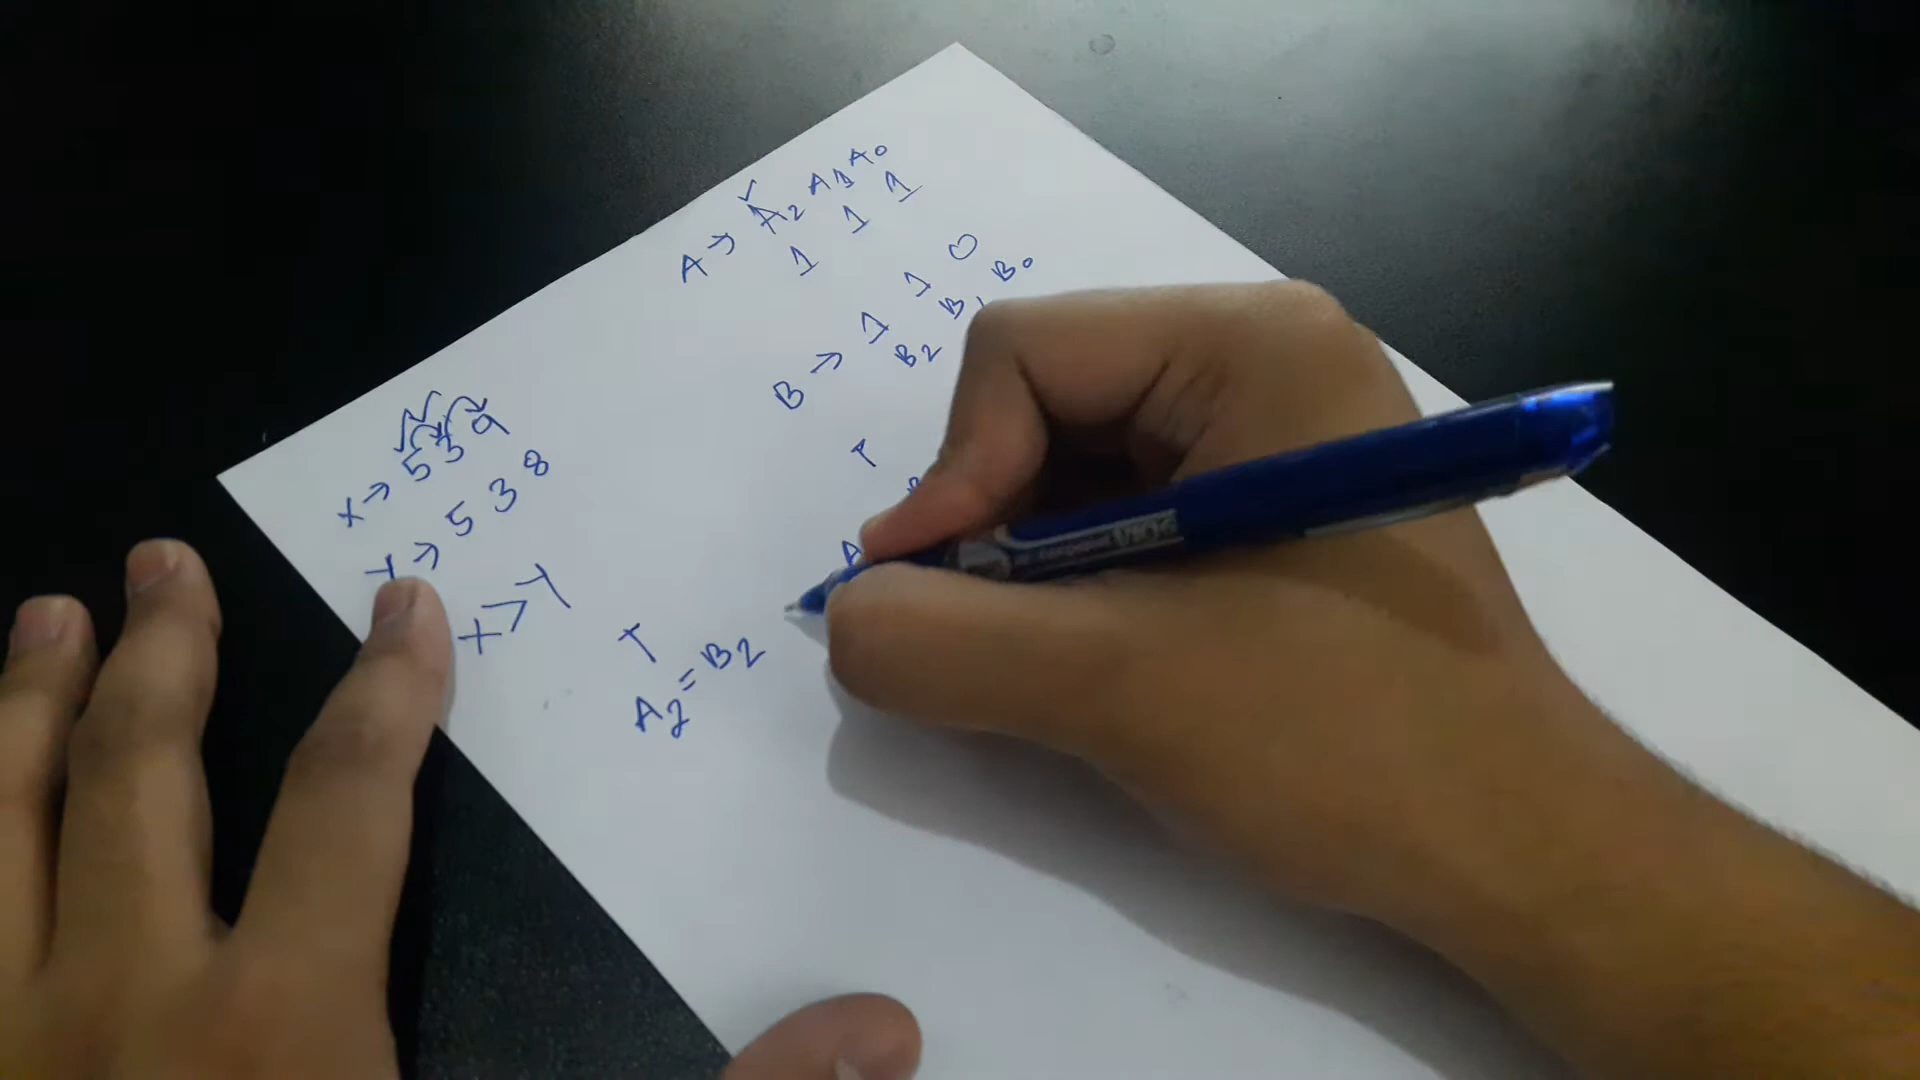 A₂ A1 A₀
A → 1 1 1
B → 1 1 0
B₂ B₁ B₀
X → 5 3 9
Y → 5 3 8
X > Y
T
T
A₂ = B₂
A